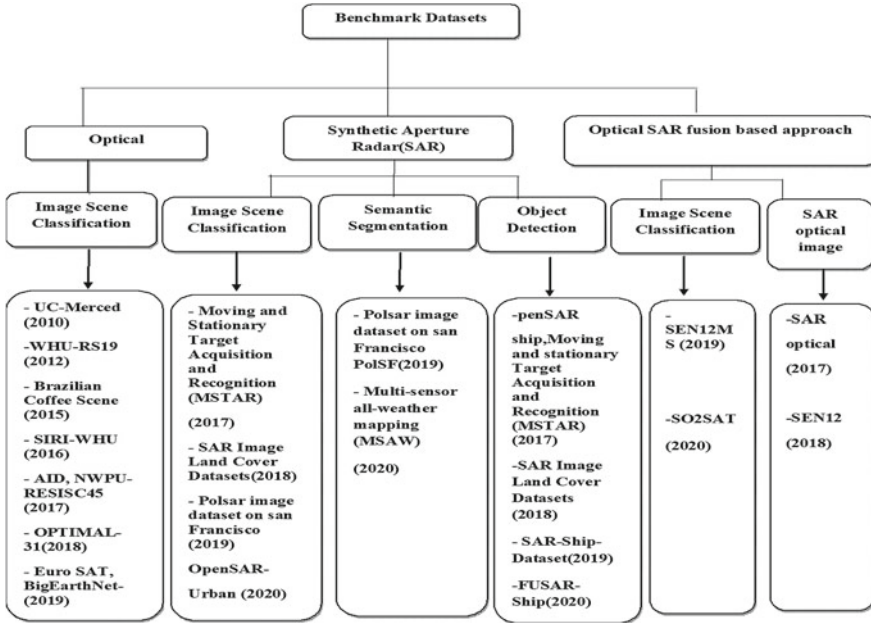 Benchmark Datasets
Optical
Synthetic Aperture
Radar(SAR)
Optical SAR fusion based approach
Image Scene
Classification
Image Scene
Classification
Semantic
Segmentation
Object
Detection
Image Scene
Classification
SAR
optical
image
- UC-Merced
(2010)
-WHU-RS19
(2012)
- Brazilian
Coffee Scene
(2015)
- SIRI-WHU
(2016)
- AID, NWPU-
RESISC45
(2017)
- OPTIMAL-
31(2018)
- Euro SAT,
BigEarthNet-
(2019)
- Moving and
Stationary
Target
Acquisition
and
Recognition
(MSTAR)
(2017)
- SAR Image
Land Cover
Datasets(2018)
- Polsar image
dataset on san
Francisco
(2019)
OpenSAR-
Urban (2020)
- Polsar image
dataset on san
Francisco
PolSF(2019)
- Multi-sensor
all-weather
mapping
(MSAW)
(2020)
-penSAR
ship,Moving
and stationary
Target
Acquisition
and
Recognition
(MSTAR)
(2017)
-SAR Image
Land Cover
Datasets
(2018)
- SAR-Ship-
Dataset(2019)
-FUSAR-
Ship(2020)
-
SEN12M
S (2019)
-SO2SAT
(2020)
-SAR
optical
(2017)
-SEN12
(2018)